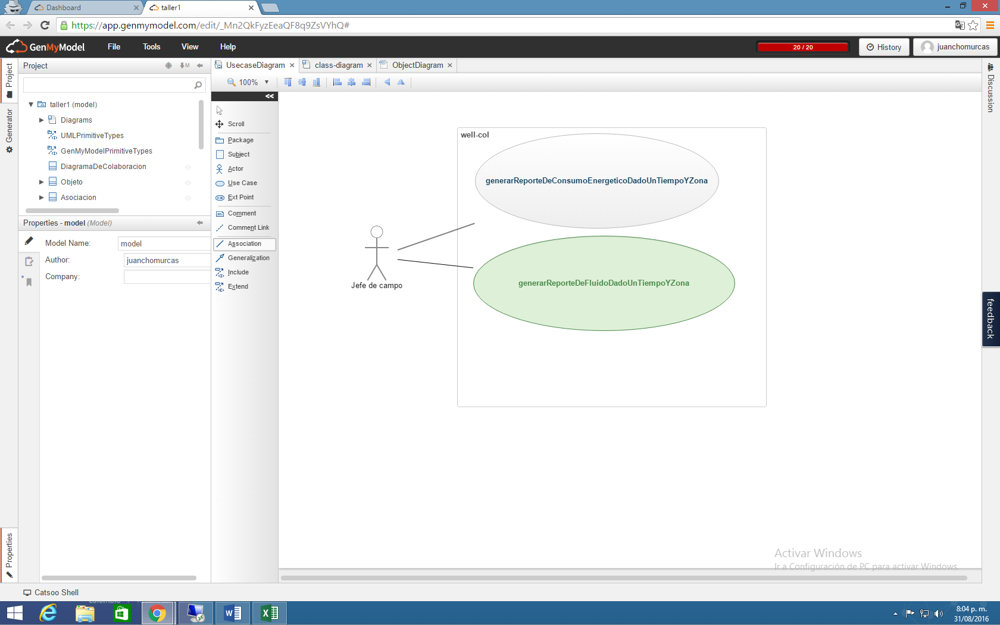 Dashboard
taller1
https://app.genmymodel.com/edit/_Mn2QkFyzEeaQF8q9ZsVYhQ#
GenMyModel
File
Tools
View
Help
20 / 20
History
juanchomurcas
Project
Generator
Properties
Project
M
taller1 (model)
Diagrams
UMLPrimitiveTypes
GenMyModelPrimitiveTypes
DiagramaDeColaboracion
Objeto
Asociacion
Properties - model (Model)
Model Name: model
Author: juanchomurcas
Company:
UsecaseDiagram
class-diagram
ObjectDiagram
100%
<<
Scroll
Package
Subject
Actor
Use Case
Ext Point
Comment
Comment Link
Association
Generalization
Include
Extend
well-col
generarReporteDeConsumoEnergeticoDadoUnTiempoYZona
generarReporteDeFluidoDadoUnTiempoYZona
Jefe de campo
Discussion
feedback
Activar Windows
Ir a Configuración de PC para activar Windows.
Catsoo Shell
8:04 p. m.
31/08/2016